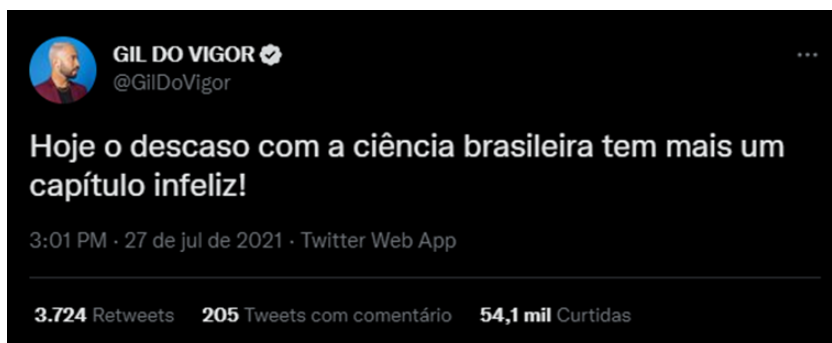 GIL DO VIGOR
@GilDoVigor
Hoje o descaso com a ciência brasileira tem mais um
capítulo infeliz!
3:01 PM · 27 de jul de 2021 · Twitter Web App
3.724 Retweets 205 Tweets com comentário 54,1 mil Curtidas